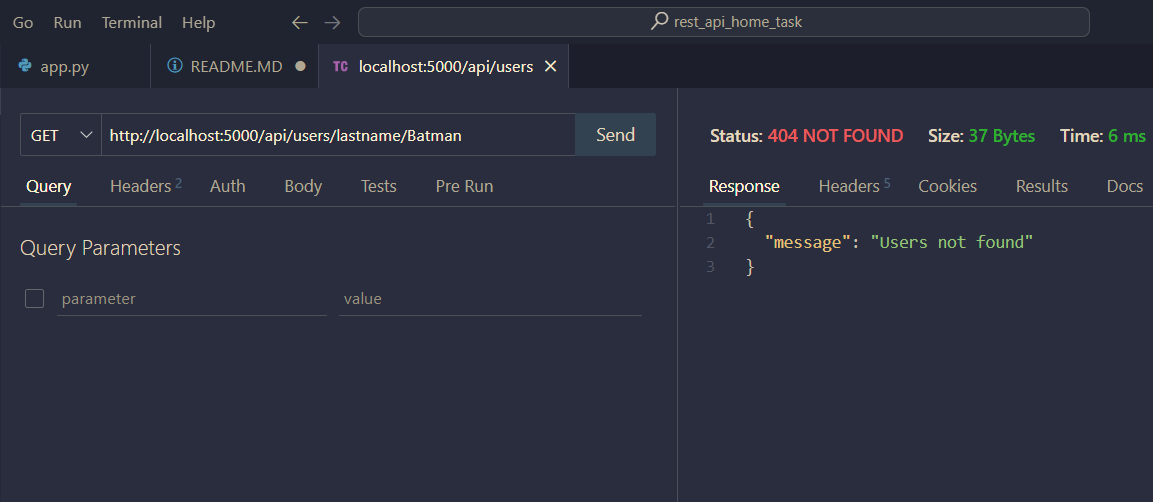 Go Run Terminal Help ← → rest_api_home_task
app.py README.MD TC localhost:5000/api/users
GET http://localhost:5000/api/users/lastname/Batman Send
Status: 404 NOT FOUND Size: 37 Bytes Time: 6 ms
Query Headers 2 Auth Body Tests Pre Run
Response Headers 5 Cookies Results Docs
Query Parameters
parameter value
1 {
2 "message": "Users not found"
3 }